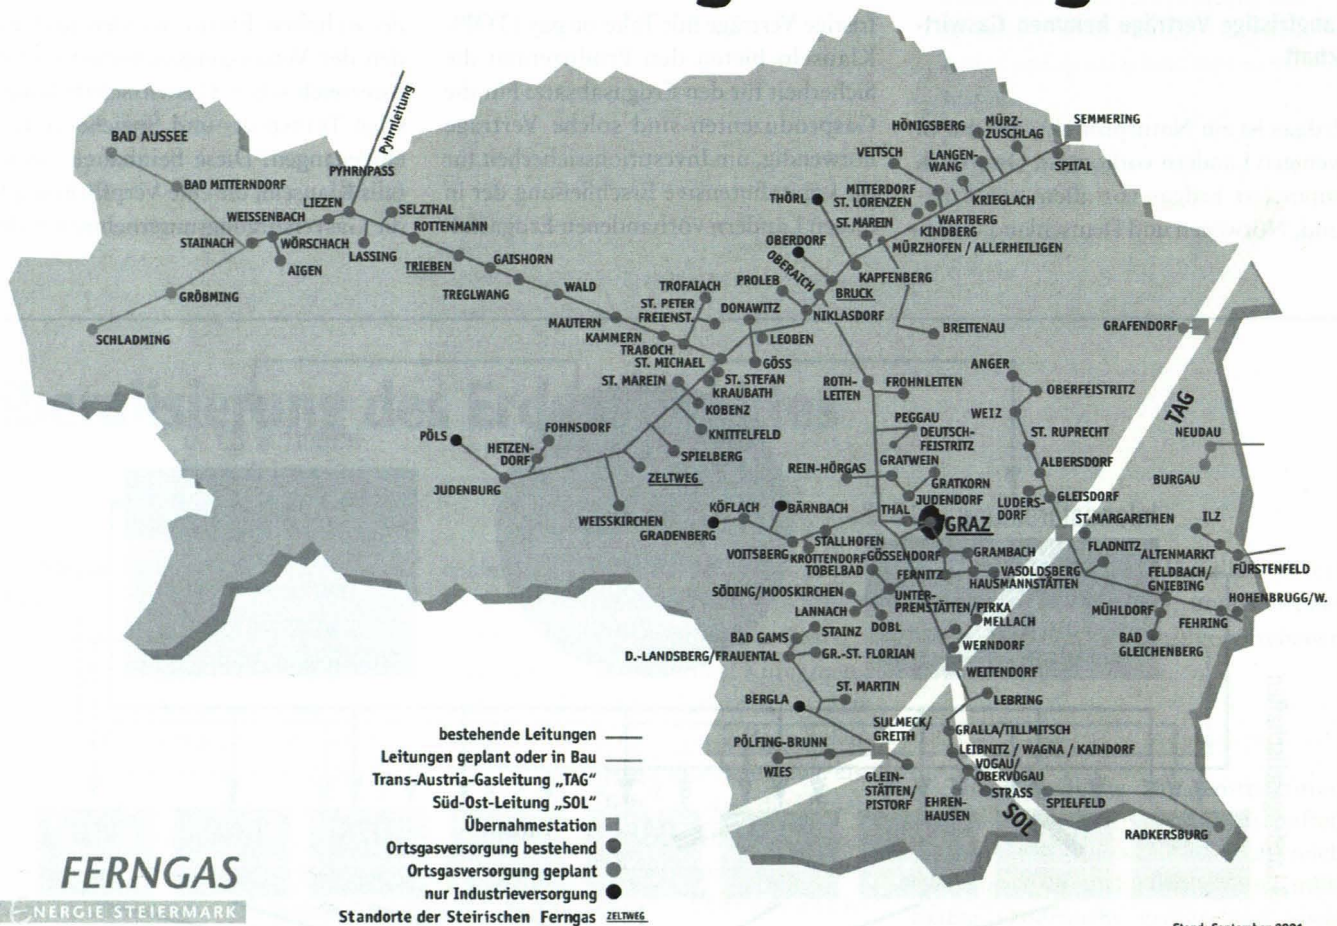 Pyhrnleitung
BAD AUSSEE
BAD MITTERNDORF
PYHRNPASS
LIEZEN
WEISSENBACH
SELZTHAL
ROTTENMANN
STAINACH
WÖRSCHACH
LASSING
AIGEN
TRIEBEN
GAISHORN
GRÖBMING
TREGLWANG
WALD
SCHLADMING
MAUTERN
KAMMERN
TRABOCH
ST. MICHAEL
TROFAIACH
ST. PETER
FREIENST.
DONAWITZ
PROLEB
LEOBEN
GÖSS
NIKLASDORF
BRUCK
OBERAICH
OBERDORF
THÖRL
ST. MAREIN
ST. LORENZEN
MITTERDORF
VEITSCH
HÖNIGSBERG
LANGEN-
WANG
MÜRZ-
ZUSCHLAG
SEMMERING
SPITAL
KRIEGLACH
WARTBERG
KINDBERG
MÜRZHOFEN / ALLERHEILIGEN
KAPFENBERG
BREITENAU
ST. MAREIN
ST. STEFAN
KRAUBATH
KOBENZ
KNITTELFELD
SPIELBERG
ZELTWEG
PÖLS
FOHNSDORF
HETZEN-
DORF
JUDENBURG
WEISSKIRCHEN
ROTH-
LEITEN
FROHNLEITEN
PEGGAU
DEUTSCH-
FEISTRITZ
GRATWEIN
REIN-HÖRGAS
GRATKORN
JUDENDORF
THAL
GRAZ
ANGER
OBERFEISTRITZ
WEIZ
ST. RUPRECHT
ALBERSDORF
LUDERS-
DORF
GLEISDORF
GRAFENDORF
TAG
NEUDAU
BURGAU
ILZ
ST.MARGARETHEN
FLADNITZ
ALTENMARKT
FÜRSTENFELD
FELDBACH/
GNIEBING
HOHENBRUGG/W.
MÜHLDORF
FEHRING
BAD
GLEICHENBERG
KÖFLACH
BÄRNBACH
GRADENBERG
VOITSBERG
STALLHOFEN
KROTTENDORF
GÖSSENDORF
GRAMBACH
TOBELBAD
FERNITZ
VASOLDSBERG
HAUSMANNSTÄTTEN
SÖDING/MOOSKIRCHEN
UNTER-
PREMSTÄTTEN/PIRKA
LANNACH
DOBL
MELLACH
STAINZ
BAD GAMS
WERNDORF
D.-LANDSBERG/FRAUENTAL
GR.-ST. FLORIAN
WEITENDORF
ST. MARTIN
BERGLA
LEBRING
SULMECK/
GREITH
GRALLA/TILLMITSCH
PÖLFING-BRUNN
LEIBNITZ / WAGNA / KAINDORF
WIES
VOGAU/
OBERVOGAU
GLEIN-
STÄTTEN/
PISTORF
EHREN-
HAUSEN
STRASS
SPIELFELD
SOL
RADKERSBURG
bestehende Leitungen
Leitungen geplant oder in Bau
Trans-Austria-Gasleitung „TAG“
Süd-Ost-Leitung „SOL“
Übernahmestation
Ortsgasversorgung bestehend
Ortsgasversorgung geplant
nur Industrieversorgung
Standorte der Steirischen Ferngas ZELTWEG
FERNGAS
ENERGIE STEIERMARK